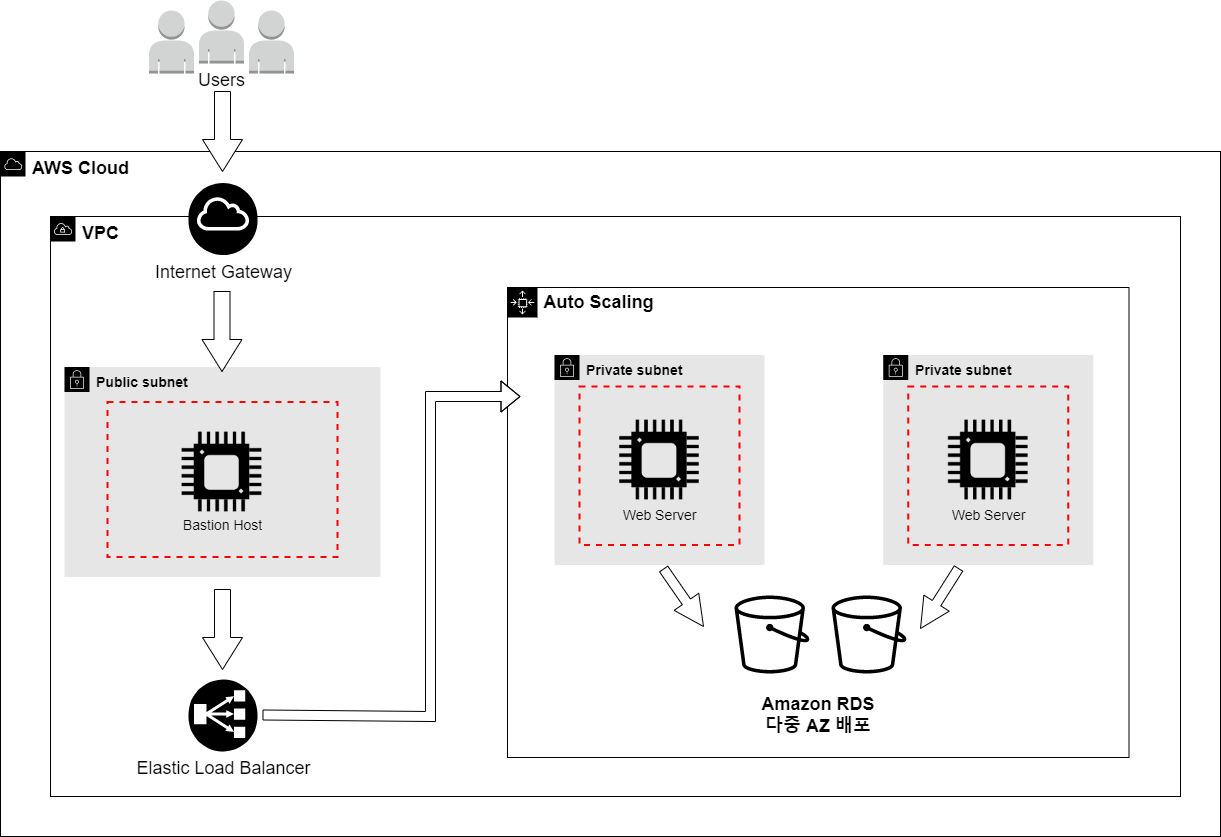 Users
AWS Cloud
VPC
Internet Gateway
Auto Scaling
Public subnet
Bastion Host
Private subnet
Web Server
Private subnet
Web Server
Elastic Load Balancer
Amazon RDS
다중 AZ 배포